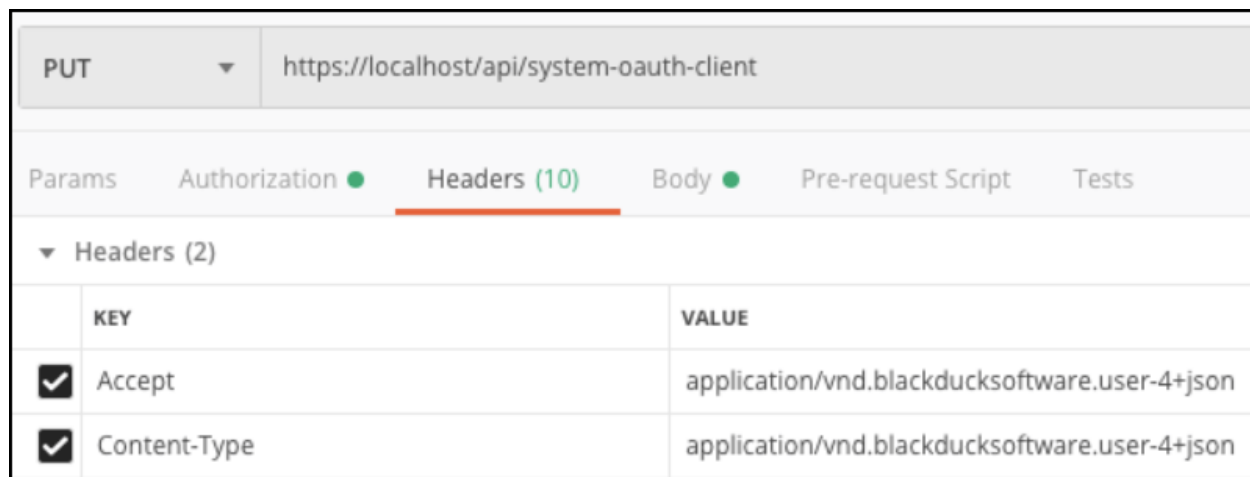 PUT https://localhost/api/system-oauth-client
Params Authorization Headers (10) Body Pre-request Script Tests
Headers (2)
KEY VALUE
Accept application/vnd.blackducksoftware.user-4+json
Content-Type application/vnd.blackducksoftware.user-4+json